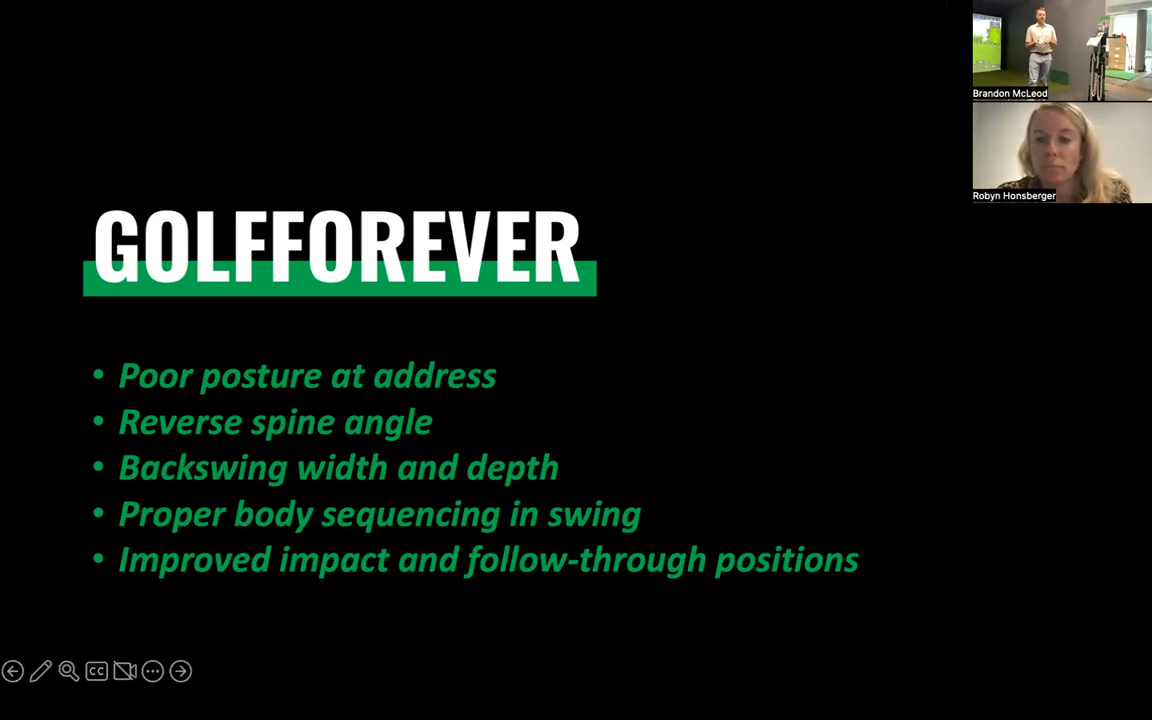 Brandon McLeod
Robyn Honsberger
GOLFFOREVER
• Poor posture at address
• Reverse spine angle
• Backswing width and depth
• Proper body sequencing in swing
• Improved impact and follow-through positions
CC